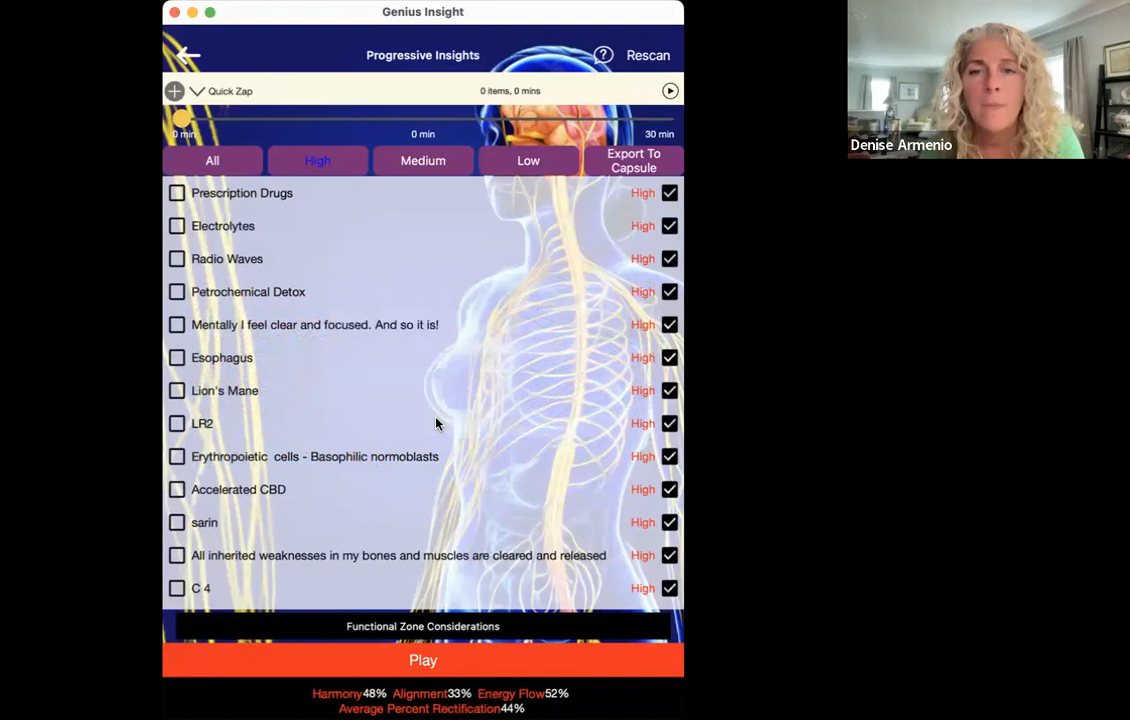 Genius Insight
Progressive Insights
?
Rescan
Quick Zap
0 items, 0 mins
0 min
0 min
30 min
All
High
Medium
Low
Export To
Capsule
Prescription Drugs High
Electrolytes High
Radio Waves High
Petrochemical Detox High
Mentally I feel clear and focused. And so it is! High
Esophagus High
Lion's Mane High
LR2 High
Erythropoietic cells - Basophilic normoblasts High
Accelerated CBD High
sarin High
All inherited weaknesses in my bones and muscles are cleared and released High
C 4 High
Functional Zone Considerations
Play
Harmony48% Alignment33% Energy Flow52%
Average Percent Rectification44%
Denise Armenio